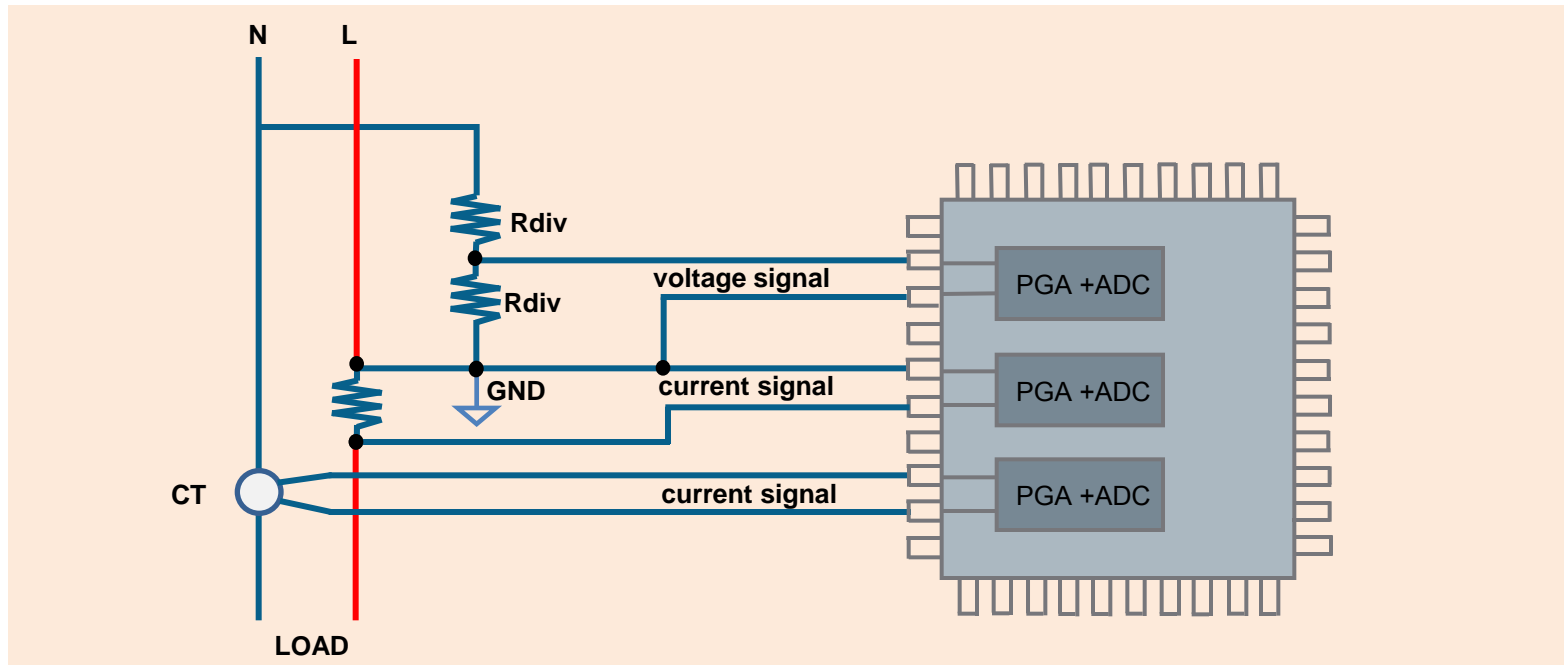 N
L
Rdiv
voltage signal
PGA +ADC
Rdiv
GND
current signal
PGA +ADC
CT
current signal
PGA +ADC
LOAD